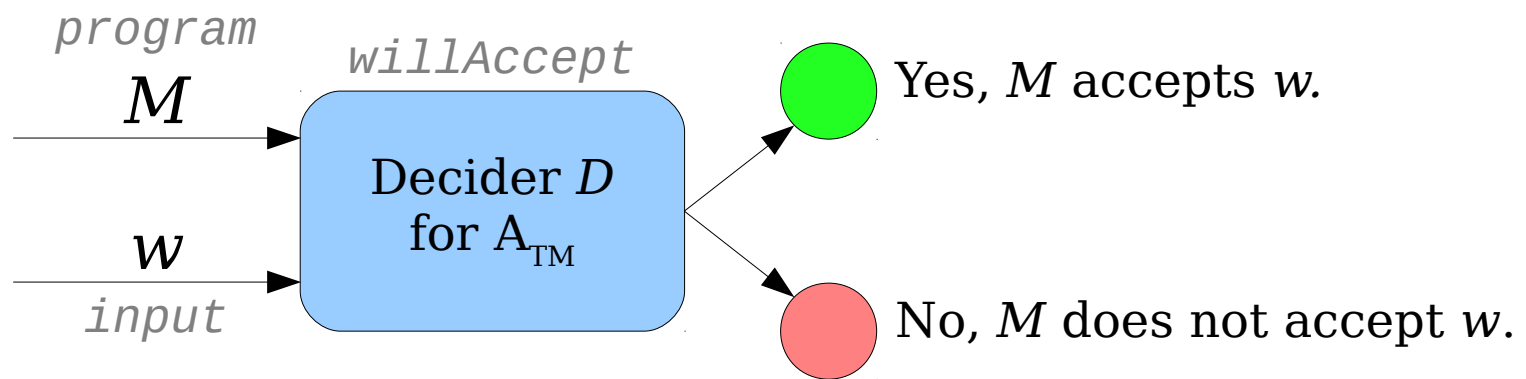 program
M
willAccept
Yes, M accepts w.
Decider D
for A_TM
w
input
No, M does not accept w.